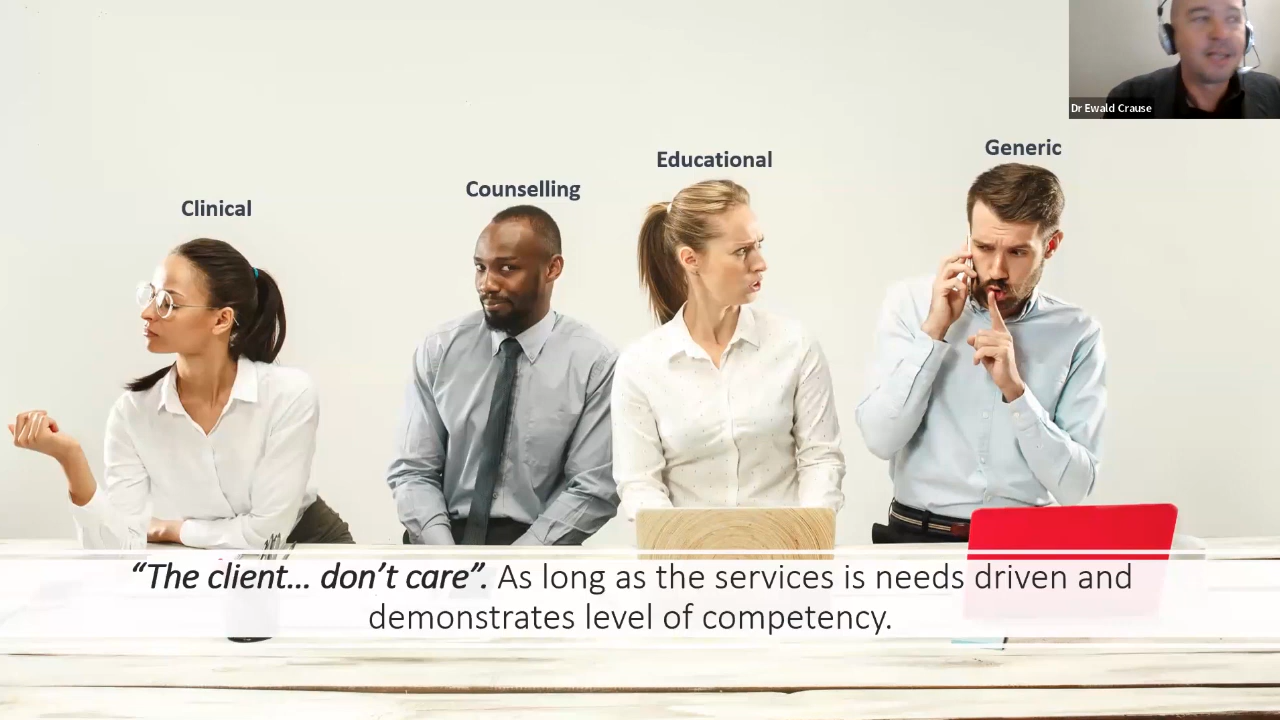 Dr Ewald Crause
Generic
Educational
Counselling
Clinical
“The client... don’t care”. As long as the services is needs driven and
demonstrates level of competency.